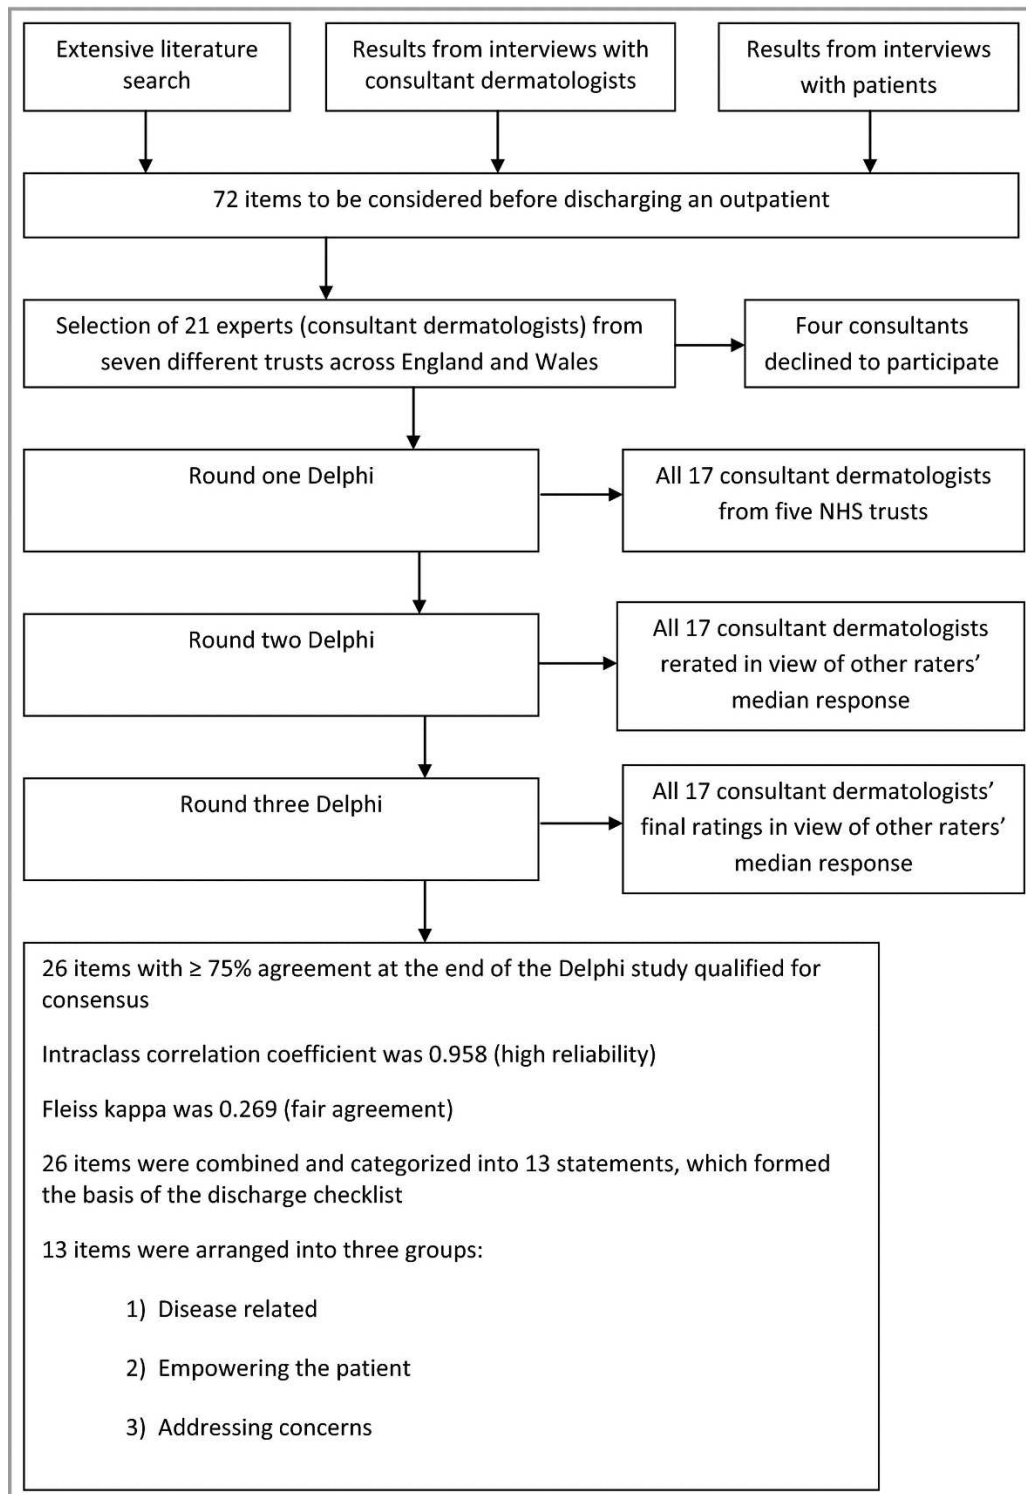 Extensive literature
search
Results from interviews with
consultant dermatologists
Results from interviews
with patients
72 items to be considered before discharging an outpatient
Selection of 21 experts (consultant dermatologists) from
seven different trusts across England and Wales
Four consultants
declined to participate
Round one Delphi
All 17 consultant dermatologists
from five NHS trusts
Round two Delphi
All 17 consultant dermatologists
rerated in view of other raters’
median response
Round three Delphi
All 17 consultant dermatologists’
final ratings in view of other raters’
median response
26 items with ≥ 75% agreement at the end of the Delphi study qualified for
consensus
Intraclass correlation coefficient was 0.958 (high reliability)
Fleiss kappa was 0.269 (fair agreement)
26 items were combined and categorized into 13 statements, which formed
the basis of the discharge checklist
13 items were arranged into three groups:
1) Disease related
2) Empowering the patient
3) Addressing concerns